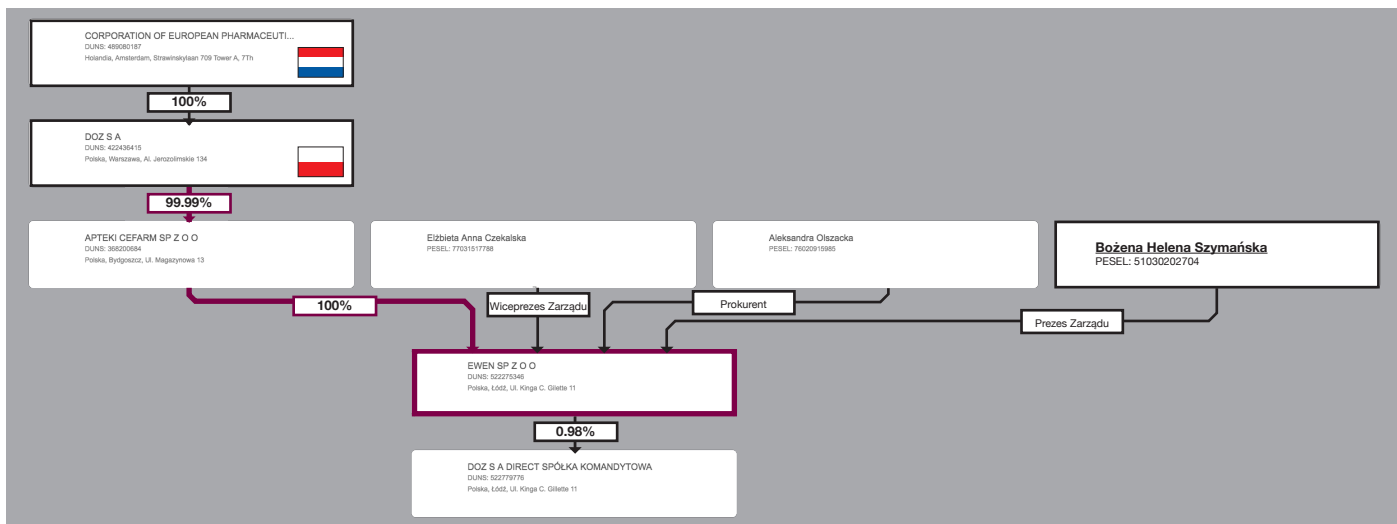 CORPORATION OF EUROPEAN PHARMACEUTI...
DUNS: 489080187
Holandia, Amsterdam, Strawinskylaan 709 Tower A, 7Th
100%
DOZ S A
DUNS: 422436415
Polska, Warszawa, Al. Jerozolimskie 134
99.99%
APTEKI CEFARM SP Z O O
DUNS: 368200684
Polska, Bydgoszcz, Ul. Magazynowa 13
Elżbieta Anna Czekalska
PESEL: 77031517788
Aleksandra Olszacka
PESEL: 76020915985
Bożena Helena Szymańska
PESEL: 51030202704
100%
Wiceprezes Zarządu
Prokurent
Prezes Zarządu
EWEN SP Z O O
DUNS: 522275346
Polska, Łódź, Ul. Kinga C. Gilette 11
0.98%
DOZ S A DIRECT SPÓŁKA KOMANDYTOWA
DUNS: 522779776
Polska, Łódź, Ul. Kinga C. Gillette 11